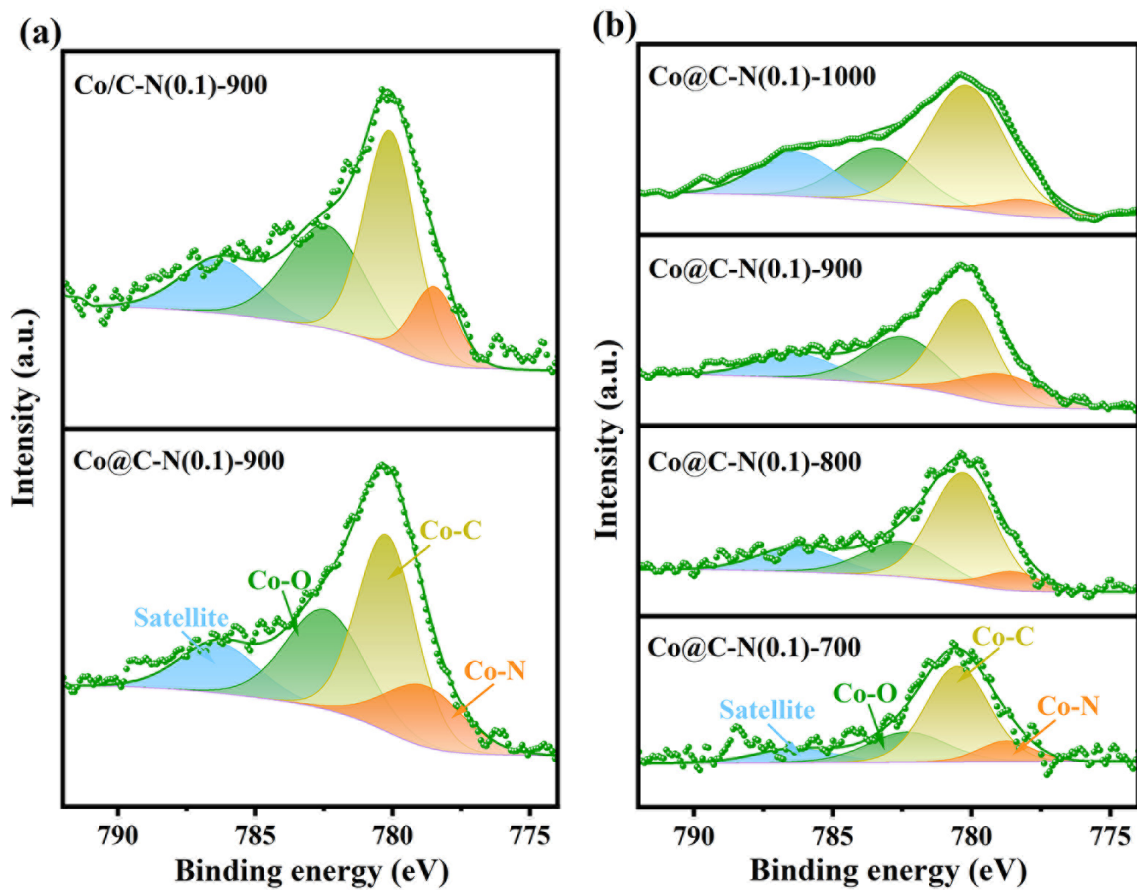 (a)
Co/C-N(0.1)-900
Co@C-N(0.1)-900
Co-C
Co-O
Satellite
Co-N
Intensity (a.u.)
790 785 780 775
Binding energy (eV)
(b)
Co@C-N(0.1)-1000
Co@C-N(0.1)-900
Co@C-N(0.1)-800
Co@C-N(0.1)-700
Co-C
Co-O
Satellite
Co-N
Intensity (a.u.)
790 785 780 775
Binding energy (eV)